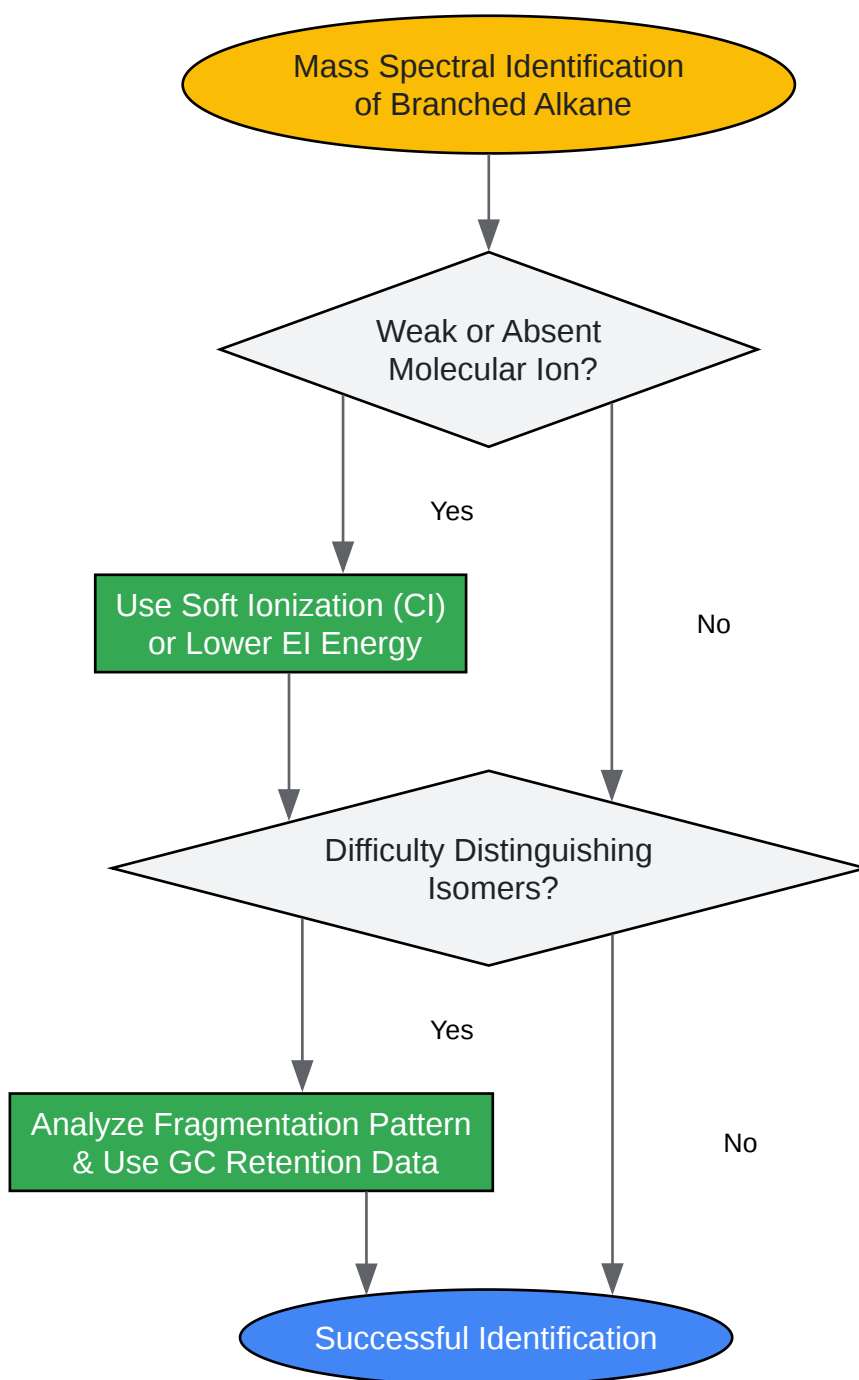 Mass Spectral Identification
of Branched Alkane
Weak or Absent
Molecular Ion?
Yes
Use Soft Ionization (CI)
or Lower EI Energy
No
Difficulty Distinguishing
Isomers?
Yes
Analyze Fragmentation Pattern
& Use GC Retention Data
No
Successful Identification